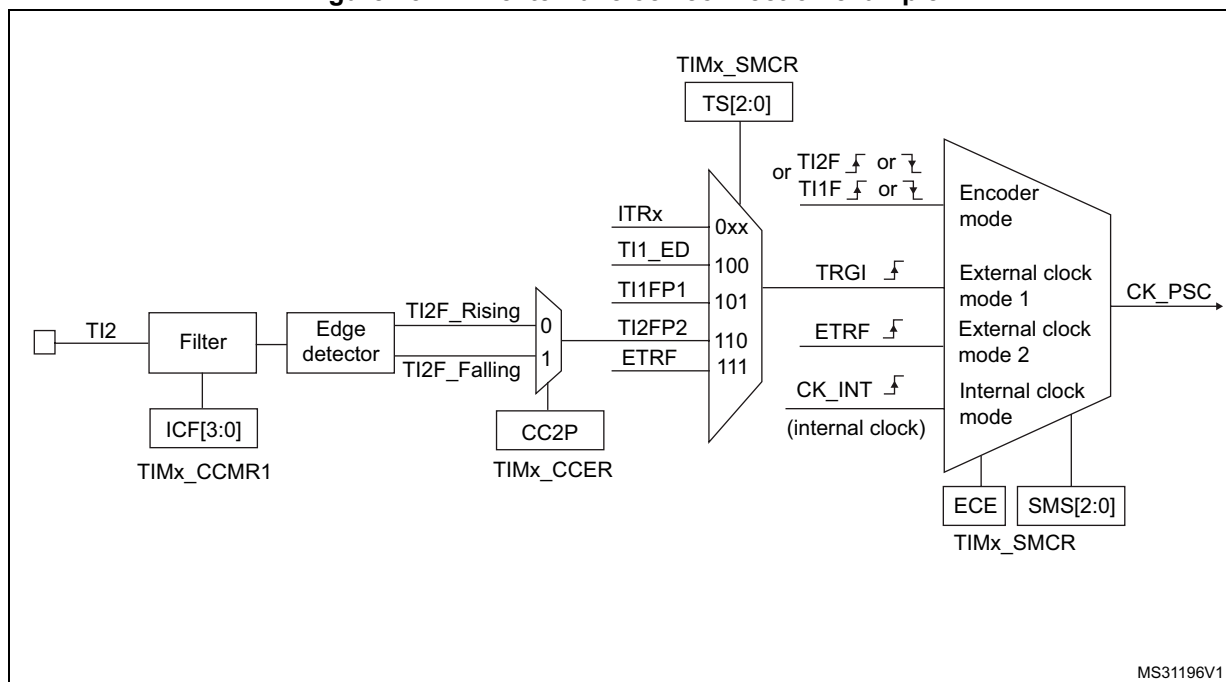 TIMx_SMCR
TS[2:0]
or TI2F or
TI1F or
Encoder
mode
ITRx
0xx
TI1_ED
100
TRGI
External clock
mode 1
CK_PSC
TI1FP1
101
TI2F_Rising
0
TI2
Filter
Edge
detector
TI2FP2
110
ETRF
External clock
mode 2
1
ETRF
111
TI2F_Falling
CK_INT
Internal clock
mode
(internal clock)
ICF[3:0]
CC2P
TIMx_CCMR1
TIMx_CCER
ECE
SMS[2:0]
TIMx_SMCR
MS31196V1